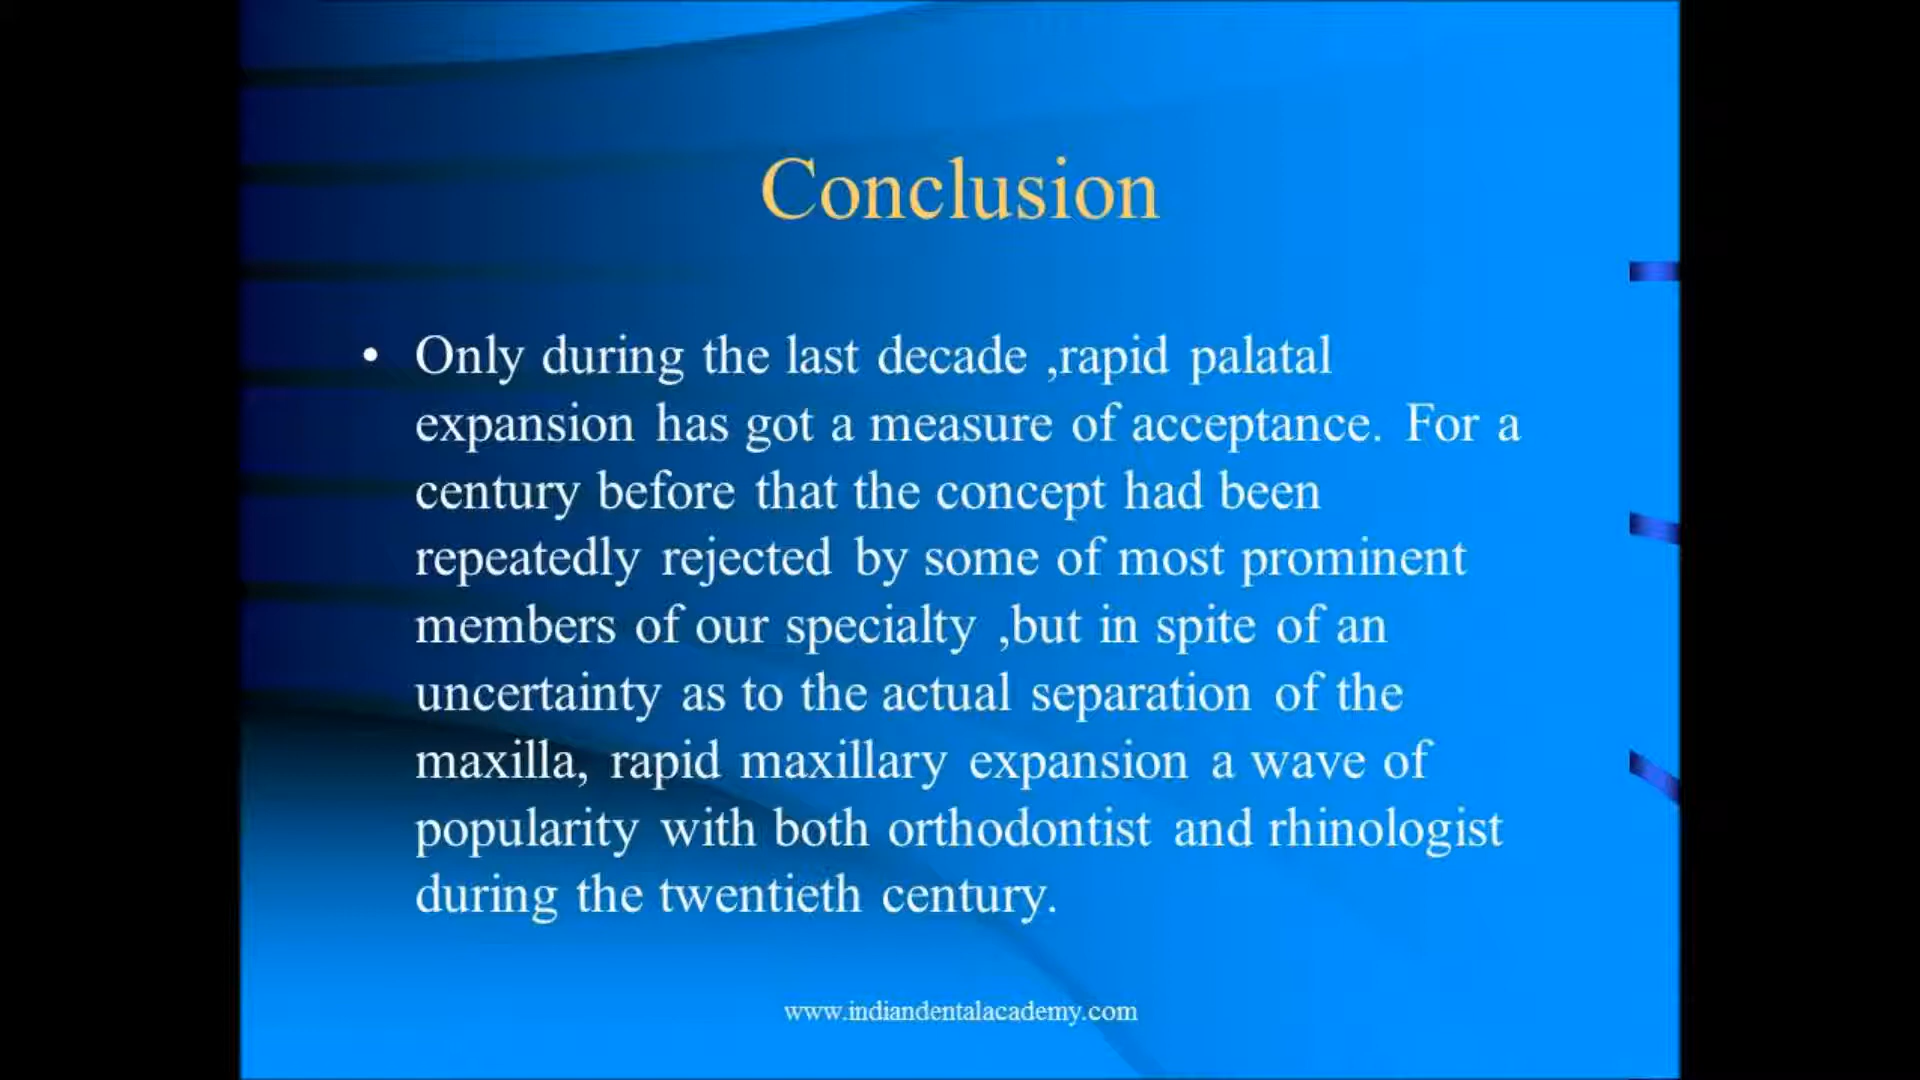 Conclusion
• Only during the last decade ,rapid palatal
expansion has got a measure of acceptance. For a
century before that the concept had been
repeatedly rejected by some of most prominent
members of our specialty ,but in spite of an
uncertainty as to the actual separation of the
maxilla, rapid maxillary expansion a wave of
popularity with both orthodontist and rhinologist
during the twentieth century.
www.indiandentalacademy.com